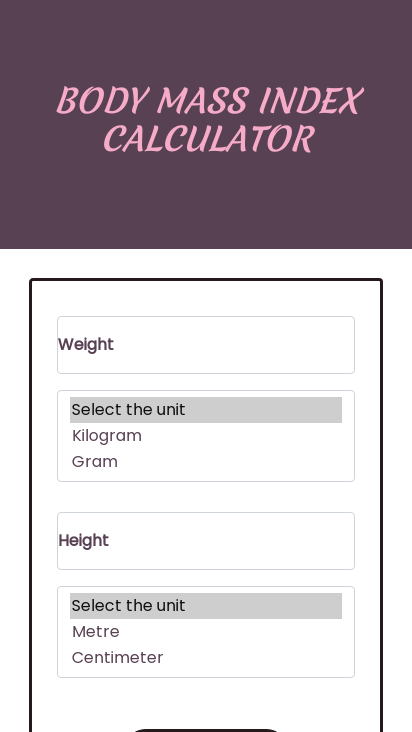 BODY MASS INDEX
CALCULATOR
Weight
Select the unit
Kilogram
Gram
Height
Select the unit
Metre
Centimeter